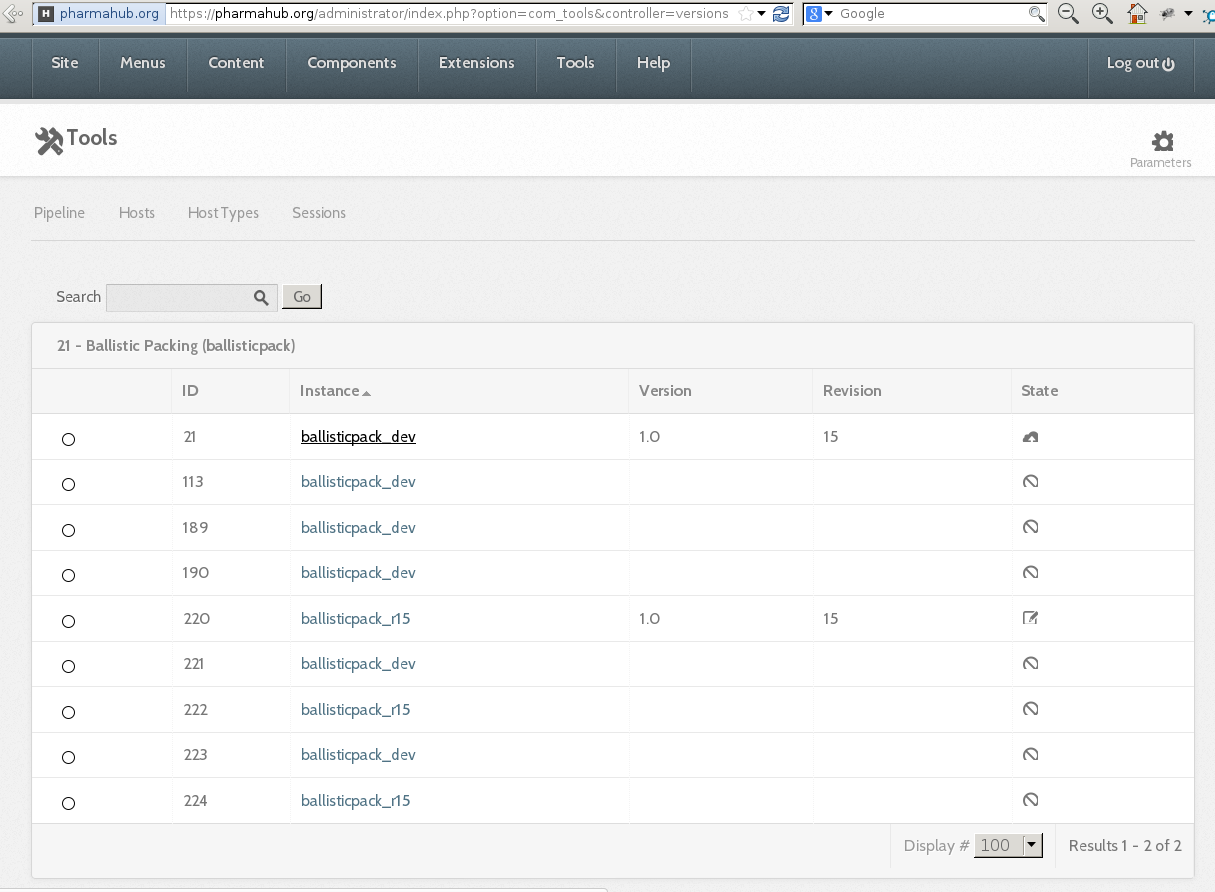 H pharmahub.org https://pharmahub.org/administrator/index.php?option=com_tools&controller=versions 8 Google
Site Menus Content Components Extensions Tools Help Log out
Tools
Parameters
Pipeline Hosts Host Types Sessions
Search Go
21 - Ballistic Packing (ballisticpack)
ID Instance Version Revision State
21 ballisticpack_dev 1.0 15
113 ballisticpack_dev
189 ballisticpack_dev
190 ballisticpack_dev
220 ballisticpack_r15 1.0 15
221 ballisticpack_dev
222 ballisticpack_r15
223 ballisticpack_dev
224 ballisticpack_r15
Display # 100 Results 1 - 2 of 2